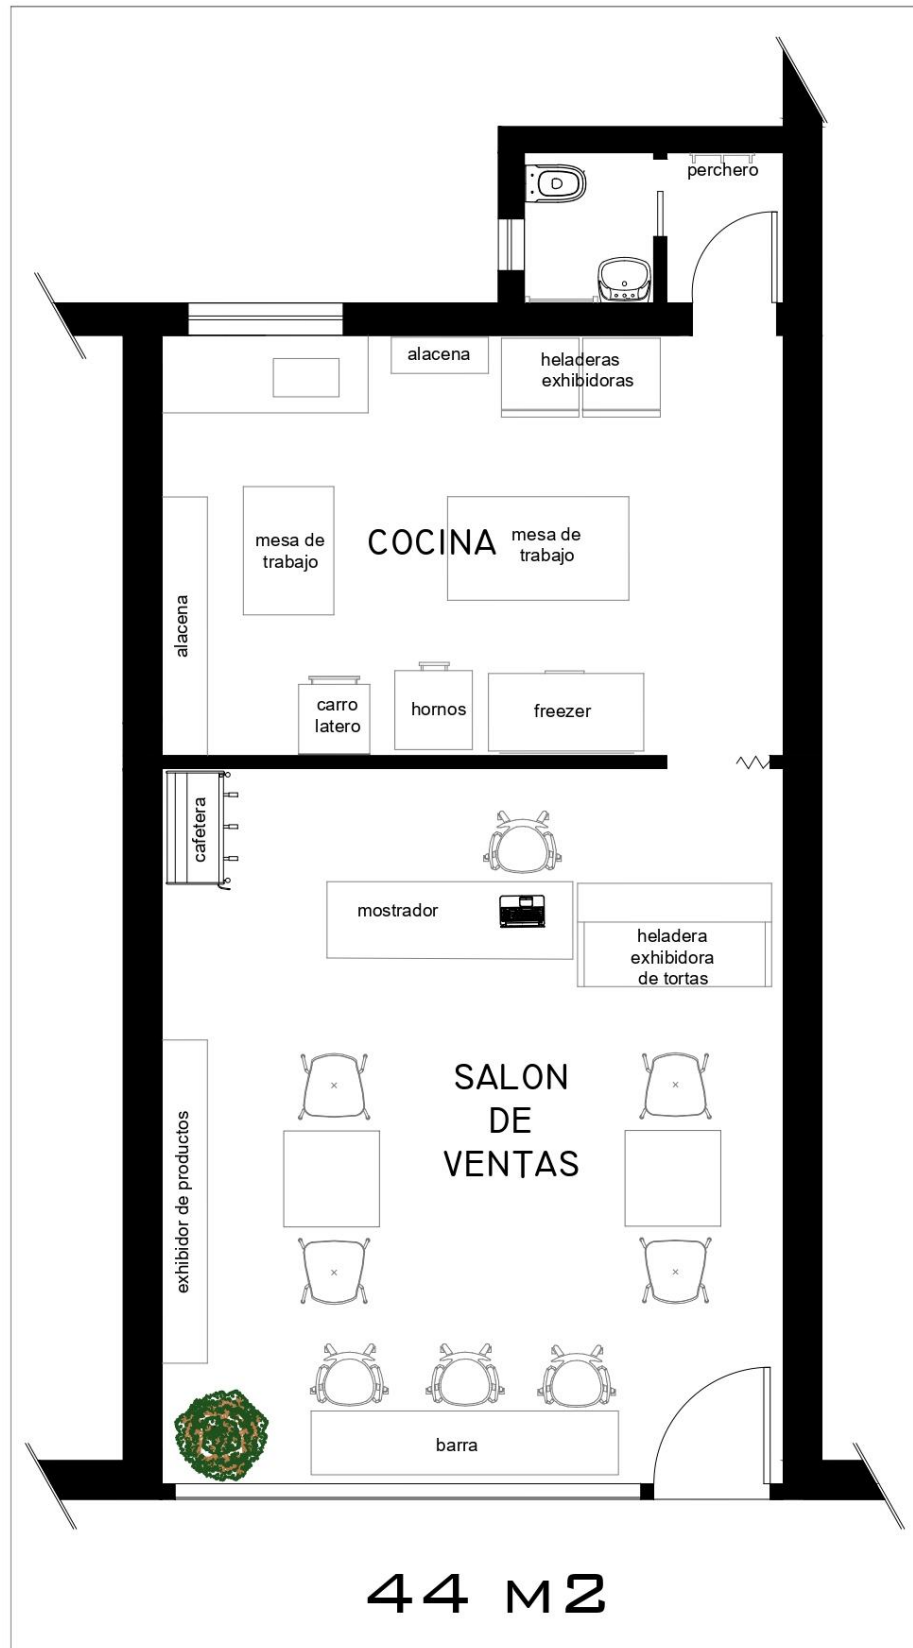 perchero
alacena
heladeras
exhibidoras
mesa de
trabajo
COCINA
mesa de
trabajo
alacena
carro
latero
hornos
freezer
cafetera
mostrador
heladera
exhibidora
de tortas
SALON
DE
VENTAS
exhibidor de productos
barra
44 M2